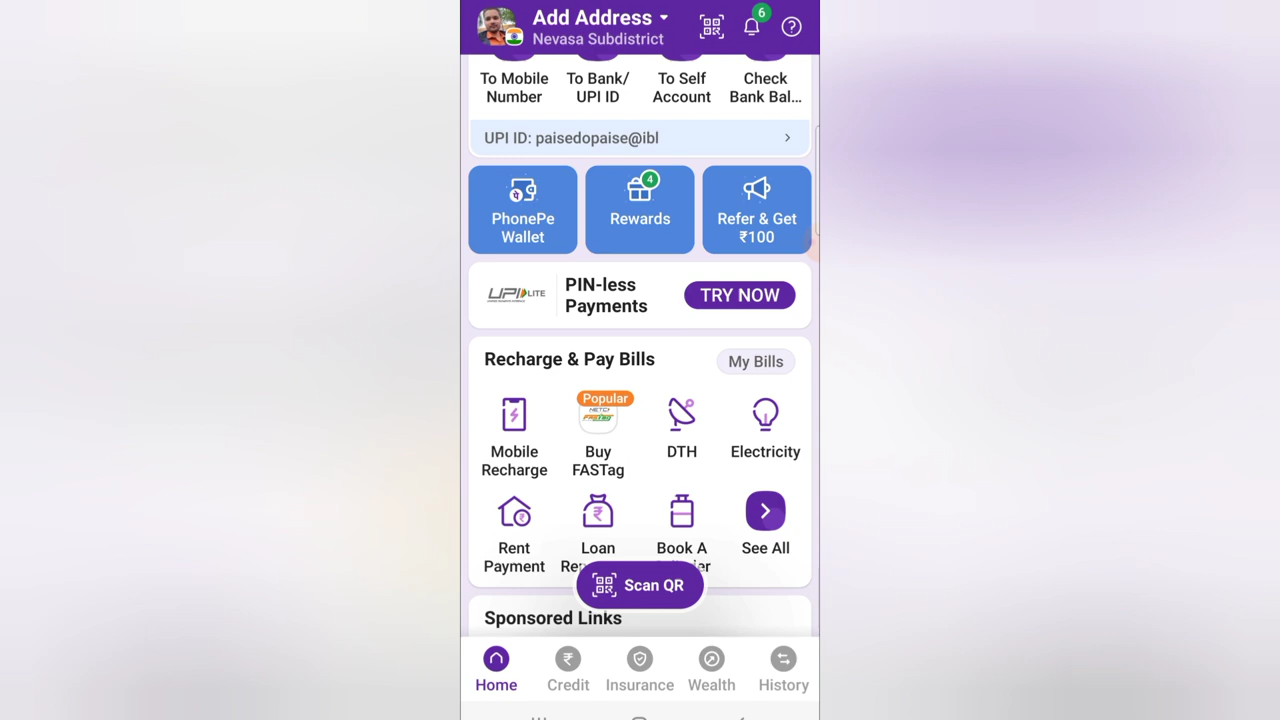 Add Address
Nevasa Subdistrict
6
To Mobile Number
To Bank/ UPI ID
To Self Account
Check Bank Bal...
UPI ID: paisedopaise@ibl
PhonePe Wallet
4
Rewards
Refer & Get ₹100
UPI LITE
PIN-less Payments
TRY NOW
Recharge & Pay Bills
My Bills
Mobile Recharge
Popular
FASTag
Buy FASTag
DTH
Electricity
Rent Payment
Loan
Book A
See All
Scan QR
Sponsored Links
Home
Credit
Insurance
Wealth
History